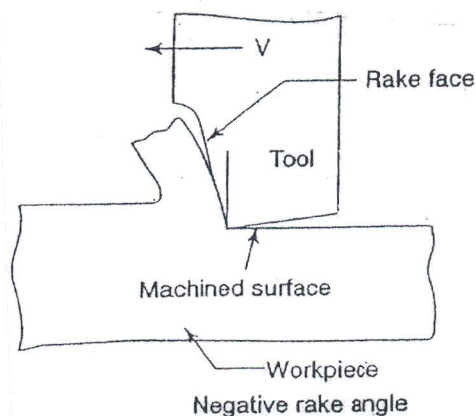 V
Rake face
Tool
Machined surface
Workpiece
Negative rake angle